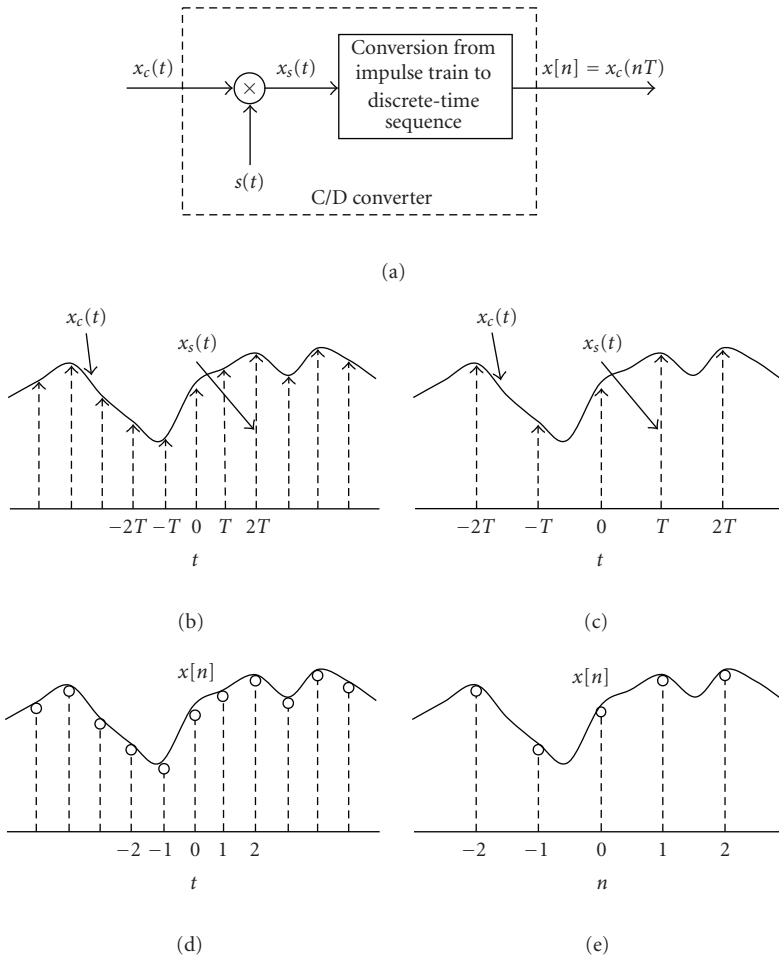 x_c(t)
x_s(t)
Conversion from
impulse train to
discrete-time
sequence
x[n] = x_c(nT)
×
s(t)
C/D converter
(a)
x_c(t)
x_s(t)
−2T −T 0 T 2T
t
(b)
x_c(t)
x_s(t)
−2T −T 0 T 2T
t
(c)
x[n]
−2 −1 0 1 2
t
(d)
x[n]
−2 −1 0 1 2
n
(e)